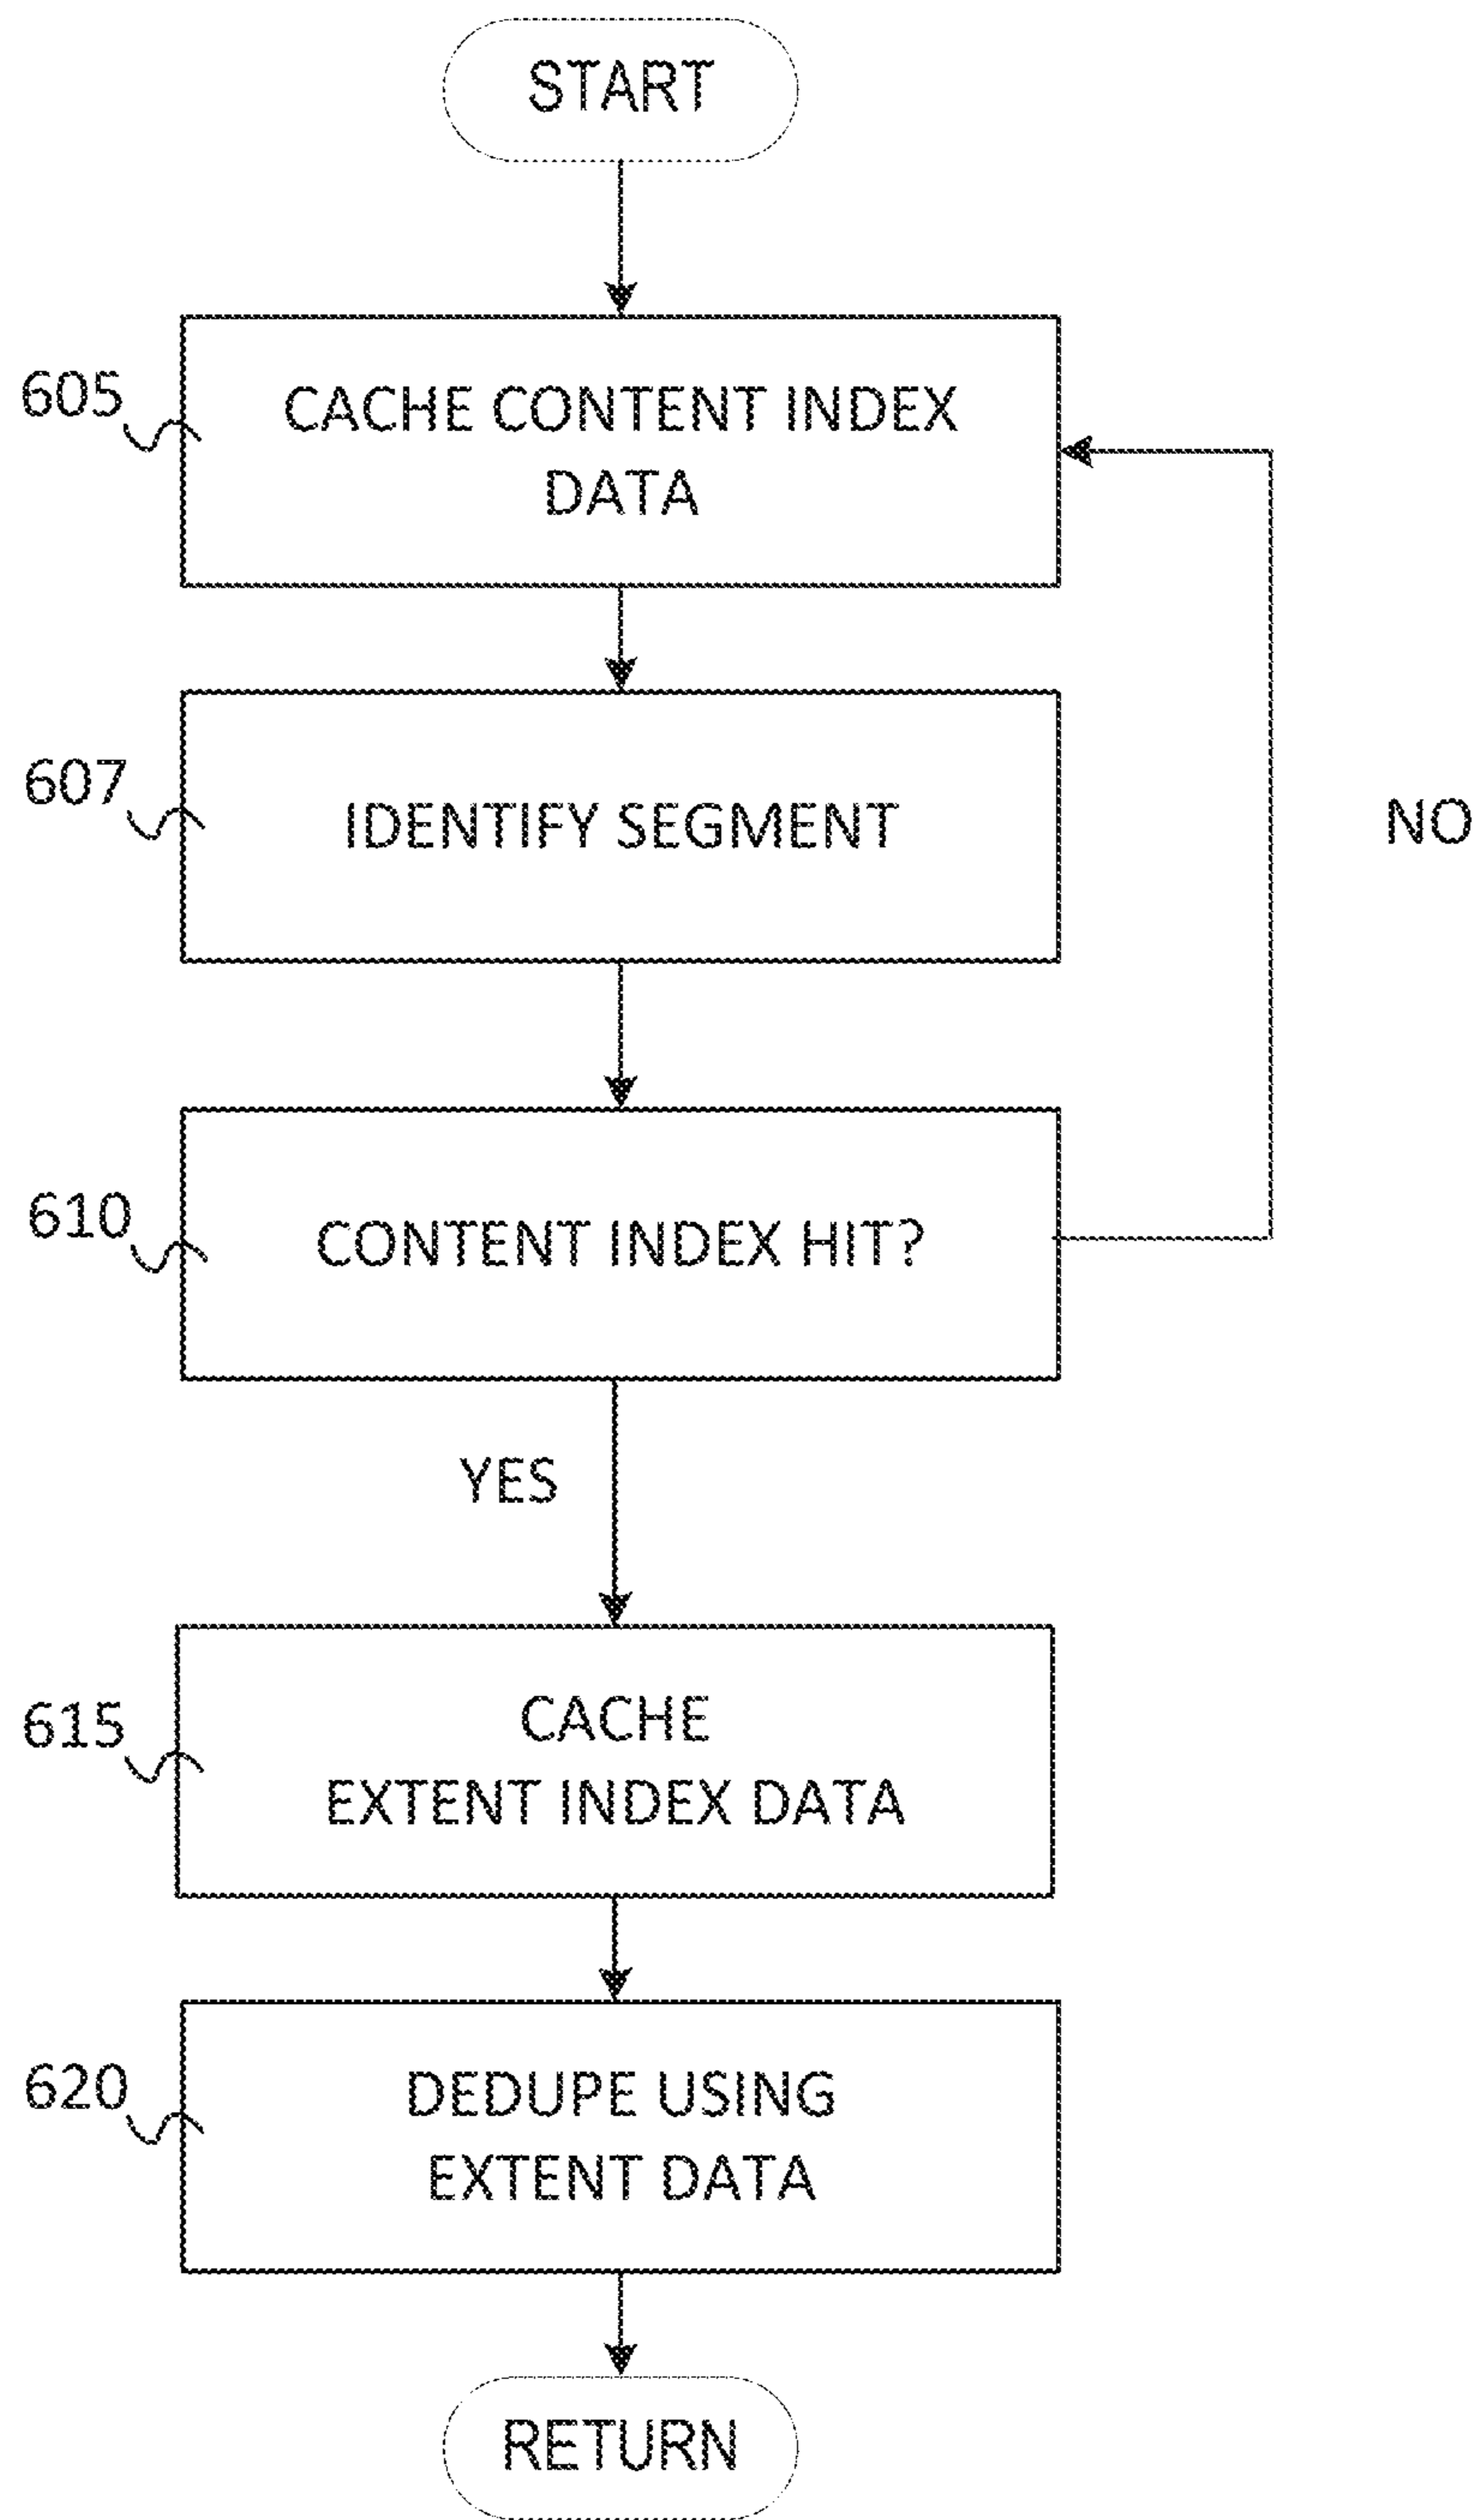 START
605
CACHE CONTENT INDEX
DATA
607
IDENTIFY SEGMENT
NO
610
CONTENT INDEX HIT?
YES
615
CACHE
EXTENT INDEX DATA
620
DEDUPE USING
EXTENT DATA
RETURN